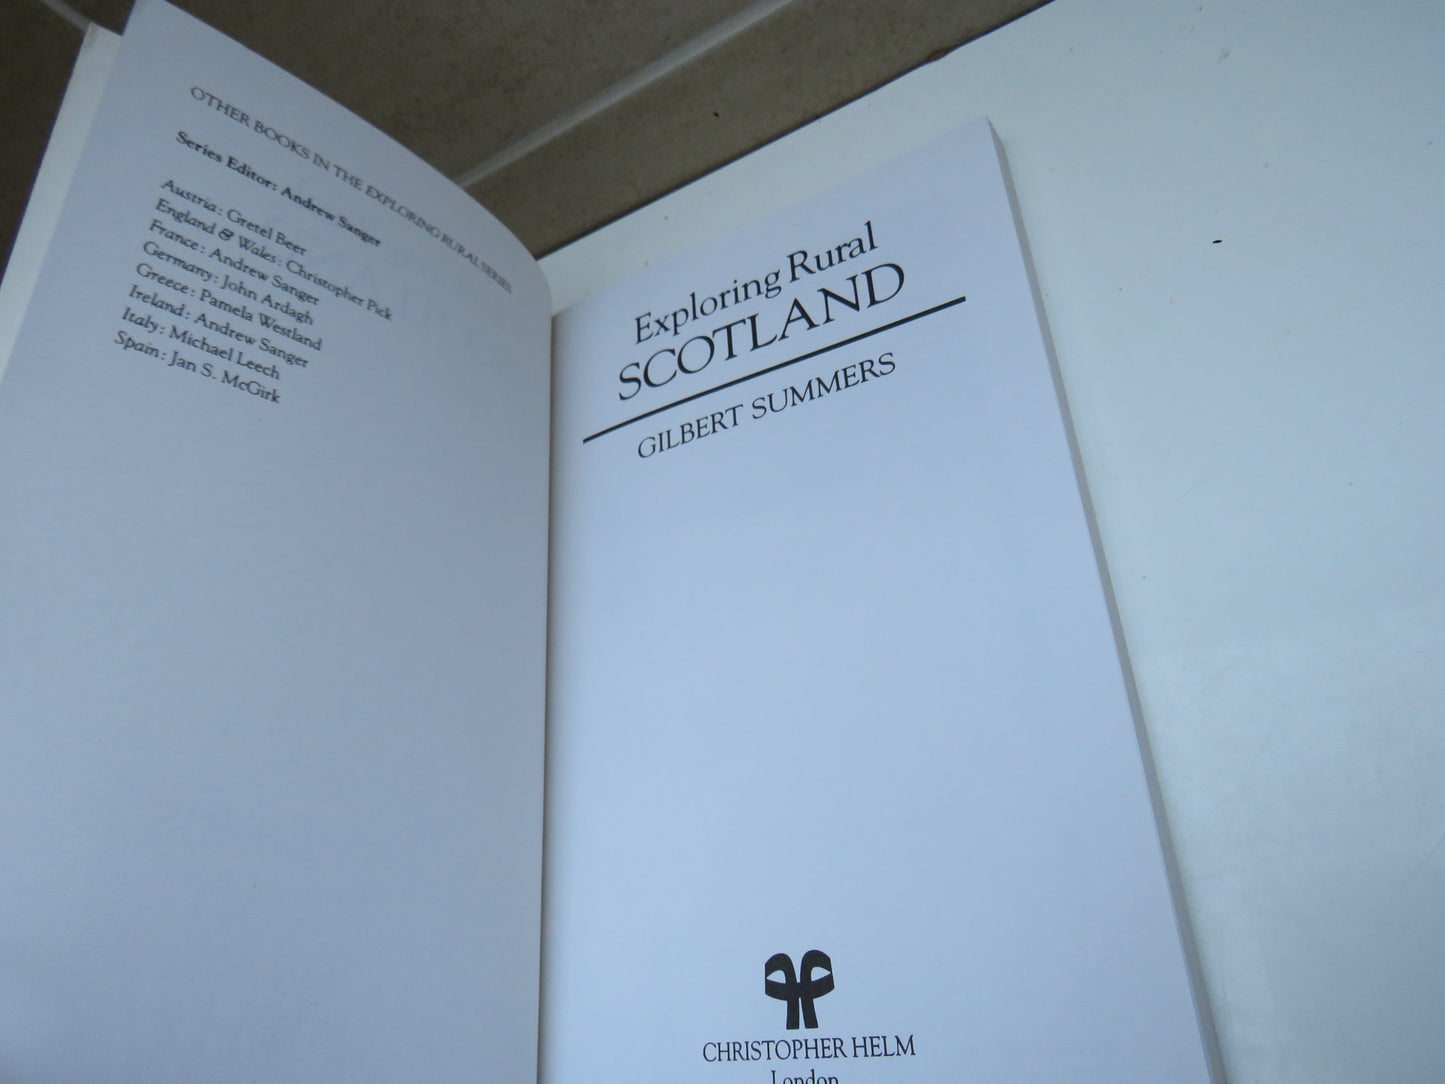 OTHER BOOKS IN THE EXPLORING RURAL SERIES
Series Editor: Andrew Sanger
Austria: Gretel Beer
England & Wales: Christopher Pick
France: Andrew Sanger
Germany: John Ardagh
Greece: Pamela Westland
Ireland: Andrew Sanger
Italy: Michael Leech
Spain: Jan S. McGirk
Exploring Rural
SCOTLAND
GILBERT SUMMERS
CHRISTOPHER HELM
London